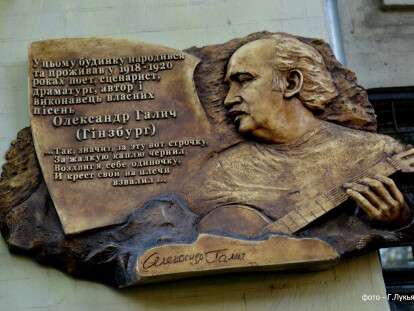 У цьому будинку народився
та проживав у 1918-1920
роках поет, сценарист,
драматург, автор і
виконавець власних
пісень
Олександр Галич
(Гінзбург)
...Так, значит, за эту вот строчку,
За жалкую каплю чернил,
Воздвиг я себе одиночку
И крест свой на плечи
взвалил...
Александр Галич
фото - Г.Лукья